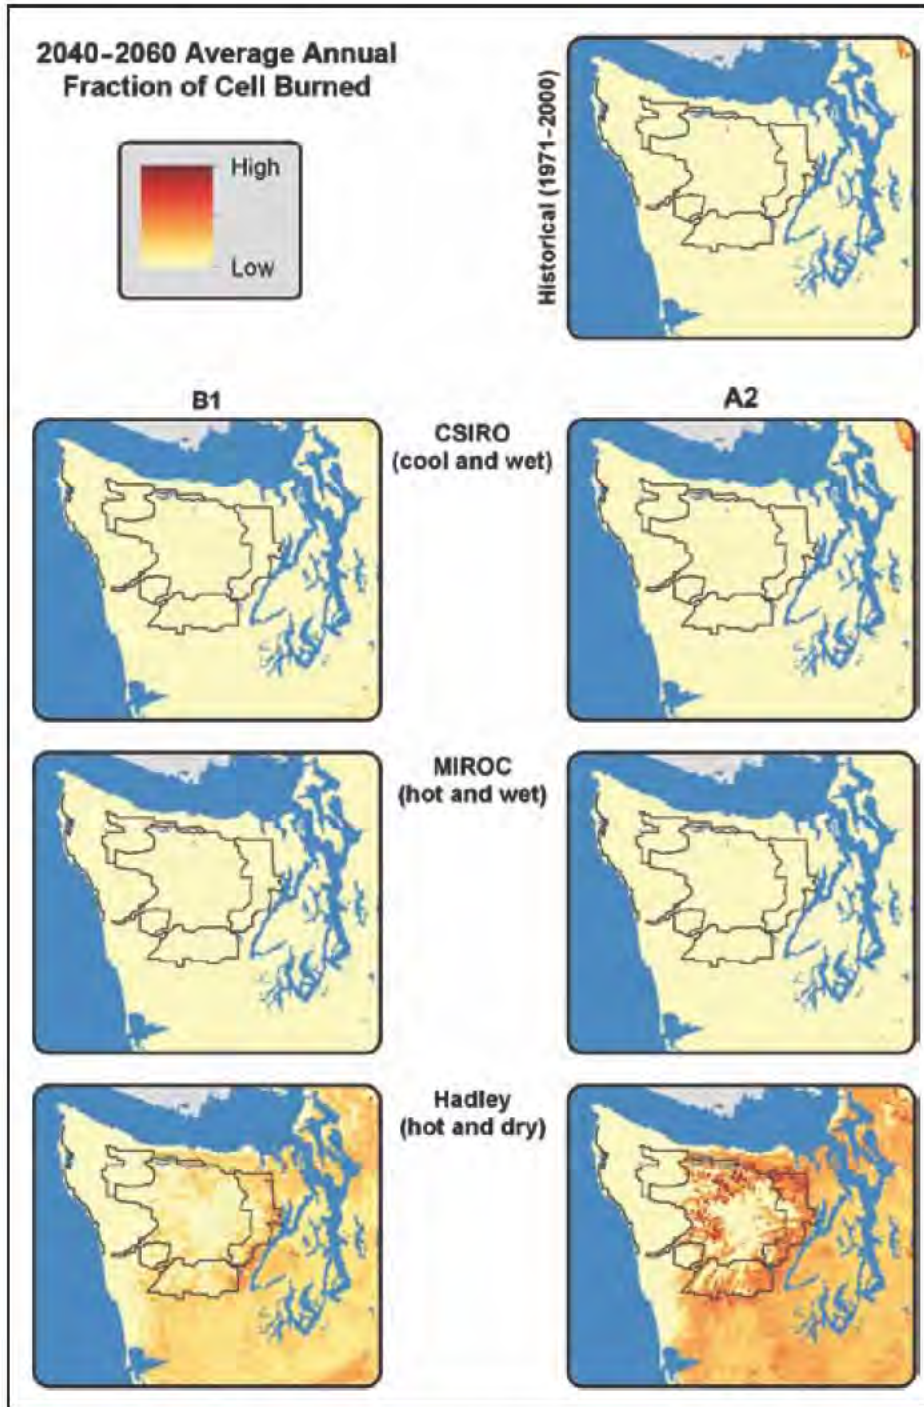 2040–2060 Average Annual
Fraction of Cell Burned
High
Low
Historical (1971–2000)
B1
A2
CSIRO
(cool and wet)
MIROC
(hot and wet)
Hadley
(hot and dry)